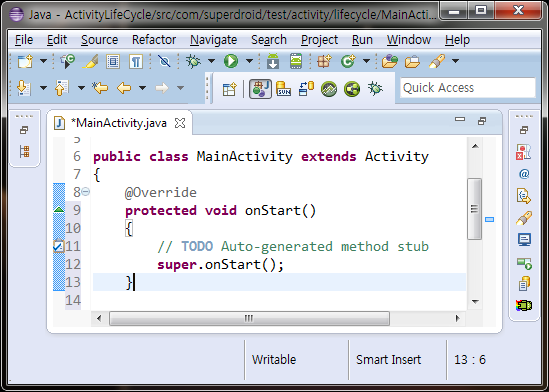 Java - ActivityLifeCycle/src/com/superdroid/test/activity/lifecycle/MainActi...
File Edit Source Refactor Navigate Search Project Run Window Help
Quick Access
*MainActivity.java
5
6 public class MainActivity extends Activity
7 {
8 @Override
9 protected void onStart()
10 {
11 // TODO Auto-generated method stub
12 super.onStart();
13 }
14
Writable Smart Insert 13 : 6